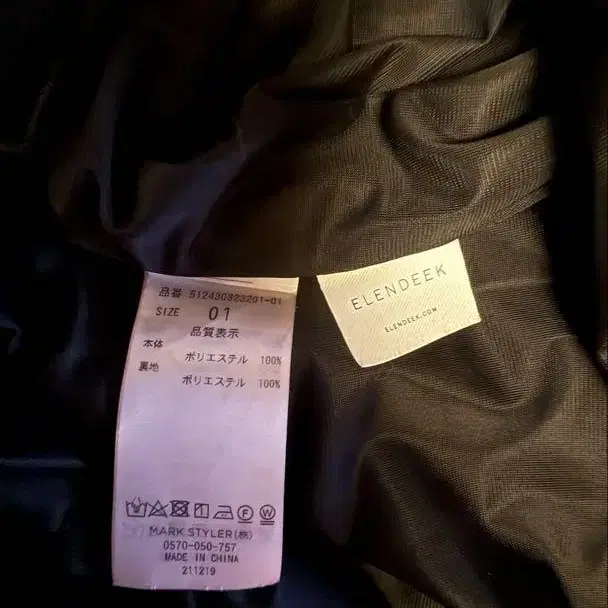 品番 512430323201-01
SIZE 01
品質表示
本体
ポリエステル 100%
裏地
ポリエステル 100%
MARK STYLER(株)
0570-050-757
MADE IN CHINA
211219
ELENDEEK
ELENDEEK.COM